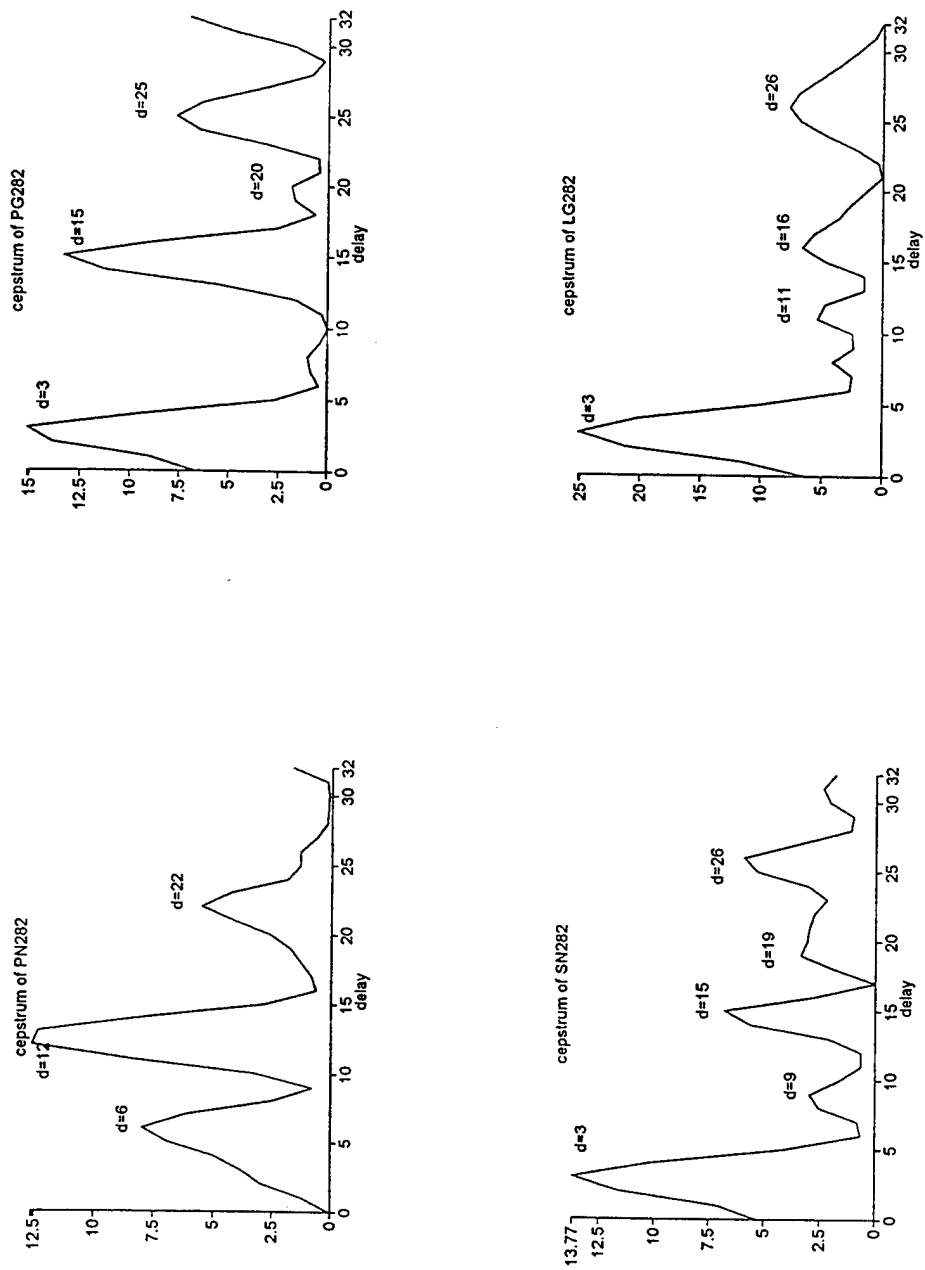 cepstrum of PN282
12.5
10
7.5
5
2.5
0
0
5
10
15
20
25
30
32
delay
d=6
d=12
d=22
cepstrum of PG282
15
12.5
10
7.5
5
2.5
0
0
5
10
15
20
25
30
32
delay
d=3
d=15
d=20
d=25
cepstrum of SN282
13.77
12.5
10
7.5
5
2.5
0
0
5
10
15
20
25
30
32
delay
d=3
d=9
d=15
d=19
d=26
cepstrum of LG282
25
20
15
10
5
0
0
5
10
15
20
25
30
32
delay
d=3
d=11
d=16
d=26